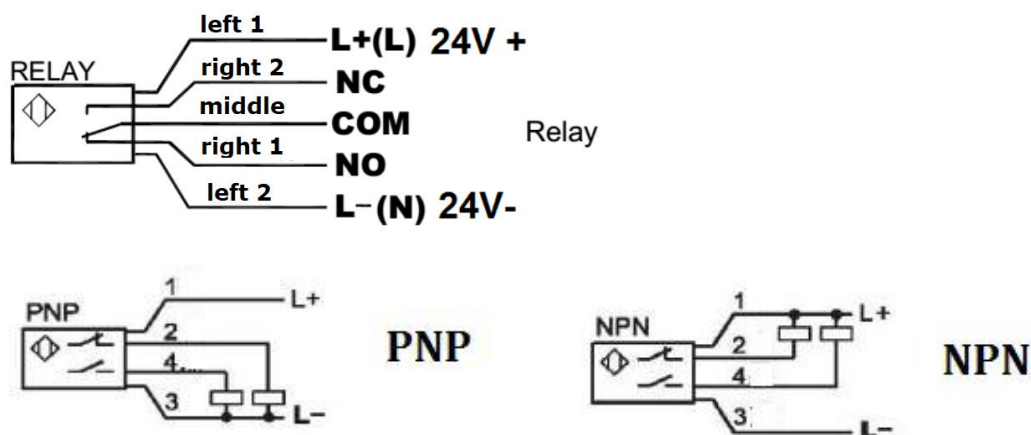 left 1
L+(L) 24V +
RELAY
right 2
NC
middle
COM
Relay
right 1
NO
left 2
L-(N) 24V-
1
L+
PNP
2
4....
3
L-
PNP
1
L+
NPN
2
4
3
L-
NPN